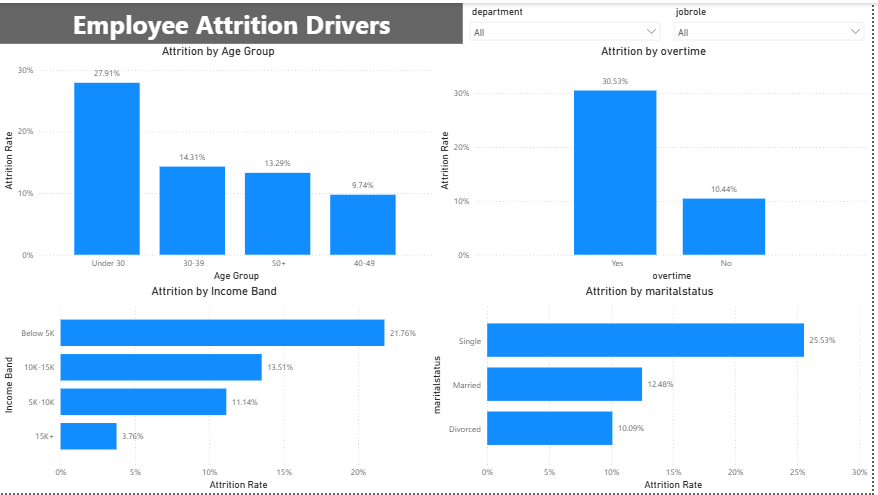 Employee Attrition Drivers
department
All
jobrole
All
Attrition by Age Group
30%
20%
10%
0%
Attrition Rate
27.91%
14.31%
13.29%
9.74%
Under 30
30-39
50+
40-49
Age Group
Attrition by overtime
30%
20%
10%
0%
Attrition Rate
30.53%
10.44%
Yes
No
overtime
Attrition by Income Band
Income Band
Below 5K
21.76%
10K-15K
13.51%
5K-10K
11.14%
15K+
3.76%
0%
5%
10%
15%
20%
Attrition Rate
Attrition by maritalstatus
maritalstatus
Single
25.53%
Married
12.48%
Divorced
10.09%
0%
5%
10%
15%
20%
25%
30%
Attrition Rate